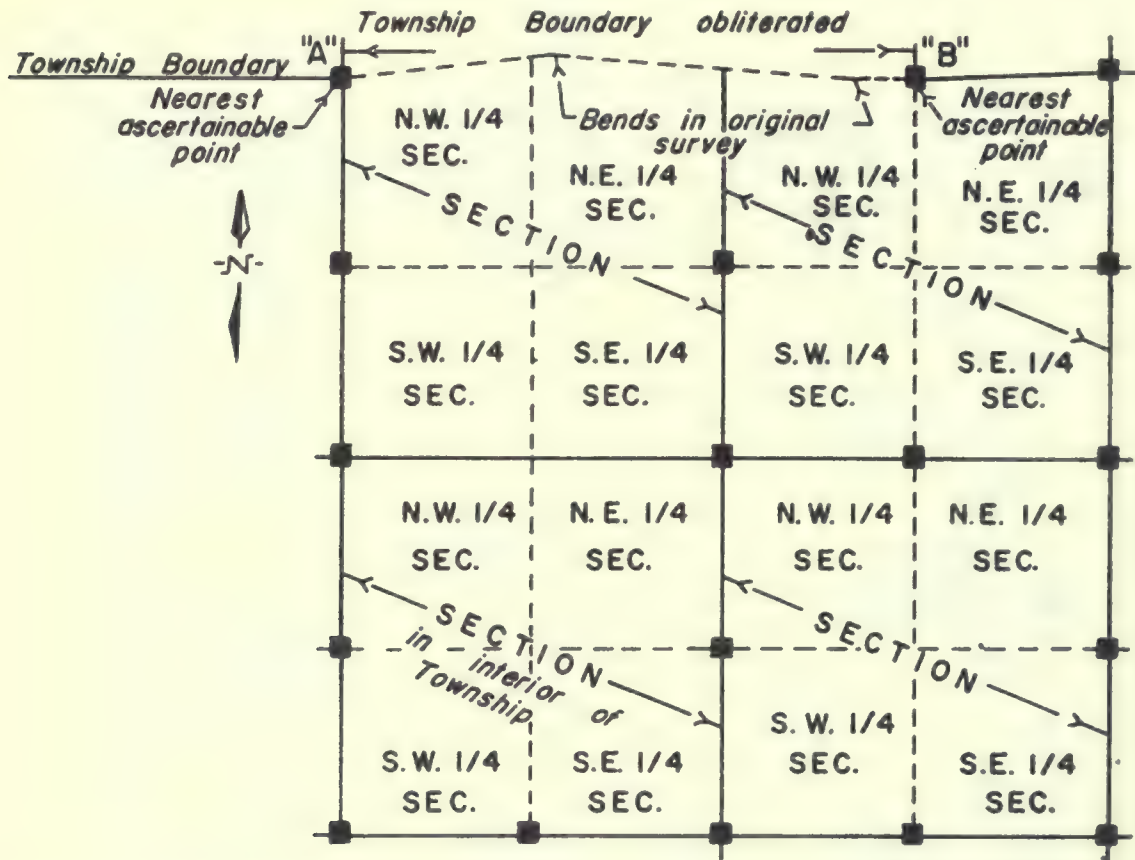 Township Boundary obliterated
"A"
"B"
Township Boundary
Nearest
ascertainable
point
N.W. 1/4
SEC.
Bends in original
survey
Nearest
ascertainable
point
N.E. 1/4
SEC.
N.W. 1/4
SEC.
N.E. 1/4
SEC.
SECTION
SECTION
N
S.W. 1/4
SEC.
S.E. 1/4
SEC.
S.W. 1/4
SEC.
S.E. 1/4
SEC.
N.W. 1/4
SEC.
N.E. 1/4
SEC.
N.W. 1/4
SEC.
N.E. 1/4
SEC.
SECTION
in interior of
Township
SECTION
S.W. 1/4
SEC.
S.E. 1/4
SEC.
S.W. 1/4
SEC.
S.E. 1/4
SEC.